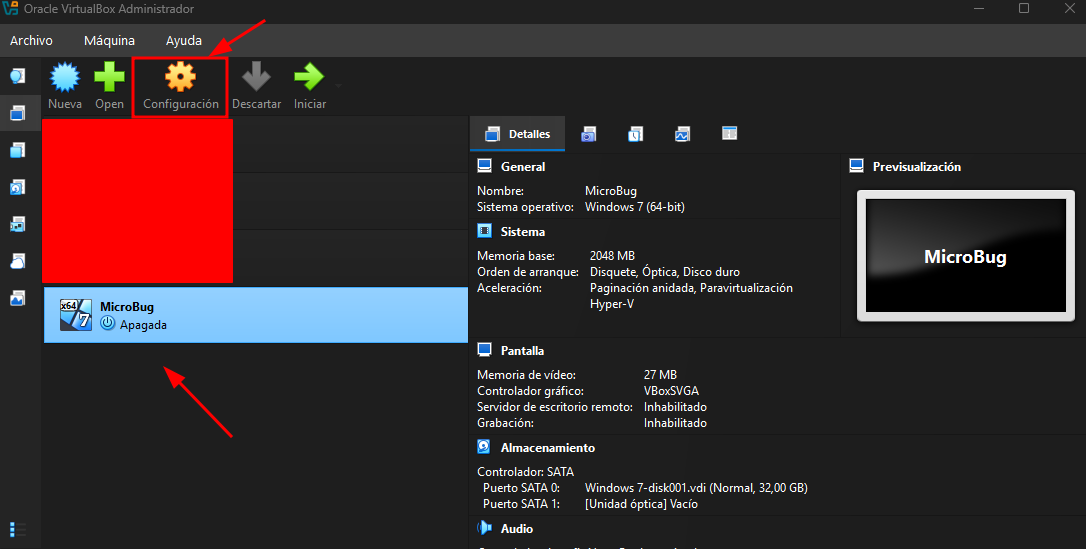 Oracle VirtualBox Administrador
Archivo Máquina Ayuda
Nueva Open Configuración Descartar Iniciar
Detalles
General
Nombre: MicroBug
Sistema operativo: Windows 7 (64-bit)
Sistema
Memoria base: 2048 MB
Orden de arranque: Disquete, Óptica, Disco duro
Aceleración: Paginación anidada, Paravirtualización
Hyper-V
Previsualización
MicroBug
x64
7
MicroBug
Apagada
Pantalla
Memoria de vídeo: 27 MB
Controlador gráfico: VBoxSVGA
Servidor de escritorio remoto: Inhabilitado
Grabación: Inhabilitado
Almacenamiento
Controlador: SATA
Puerto SATA 0: Windows 7-disk001.vdi (Normal, 32,00 GB)
Puerto SATA 1: [Unidad óptica] Vacío
Audio